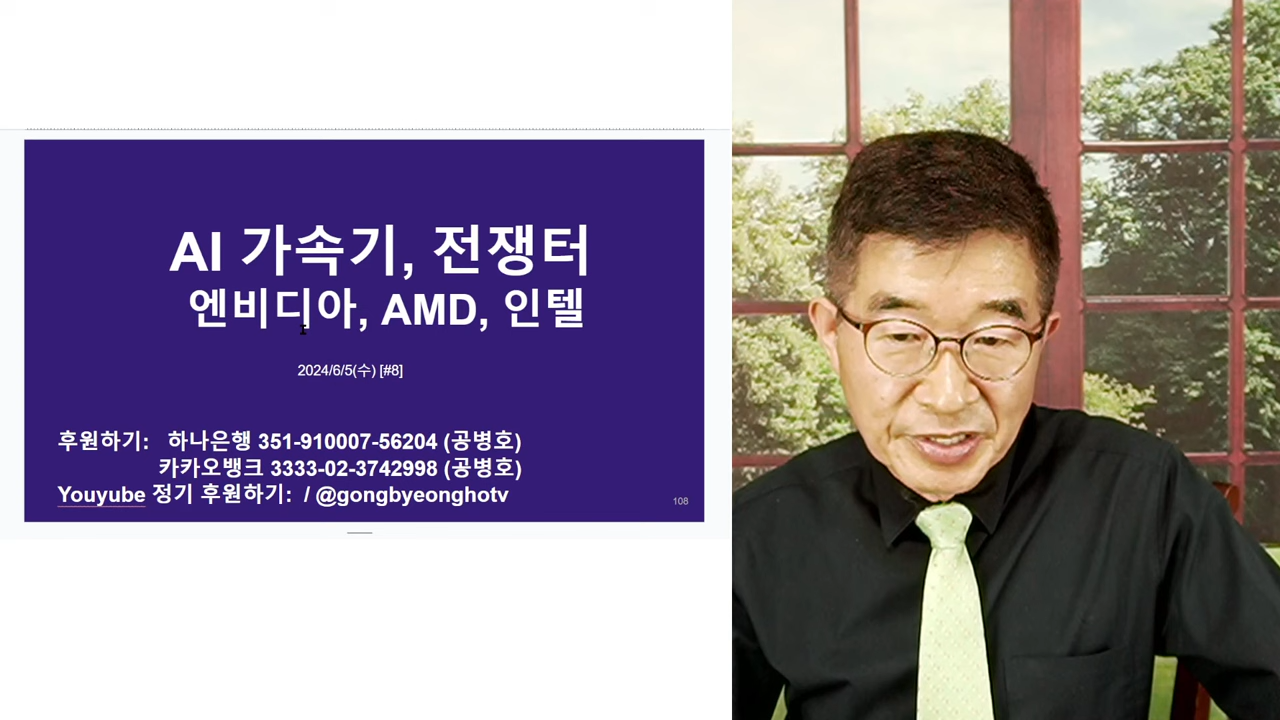 AI 가속기, 전쟁터
엔비디아, AMD, 인텔
2024/6/5(수) [#8]
후원하기: 하나은행 351-910007-56204 (공병호)
카카오뱅크 3333-02-3742998 (공병호)
Youyube 정기 후원하기: / @gongbyeonghotv
108